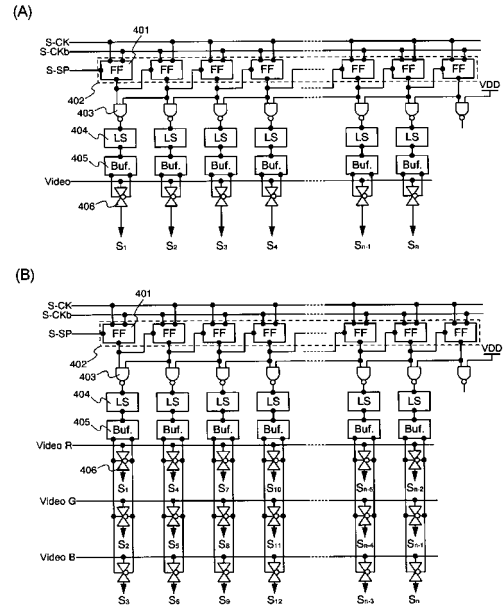 (A)
S-CK
S-CKb
S-SP
401
FF FF FF FF FF FF FF
402
VDD
403
404 LS LS LS LS LS LS
405 Buf. Buf. Buf. Buf. Buf. Buf.
Video
406
S1 S2 S3 S4 Sn-1 Sn
(B)
S-CK
S-CKb
S-SP
401
FF FF FF FF FF FF FF
402
VDD
403
404 LS LS LS LS LS LS
405 Buf. Buf. Buf. Buf. Buf. Buf.
Video R
406
S1 S4 S7 S10 Sn-5 Sn-2
Video G
S2 S5 S8 S11 Sn-4 Sn-1
Video B
S3 S6 S9 S12 Sn-3 Sn